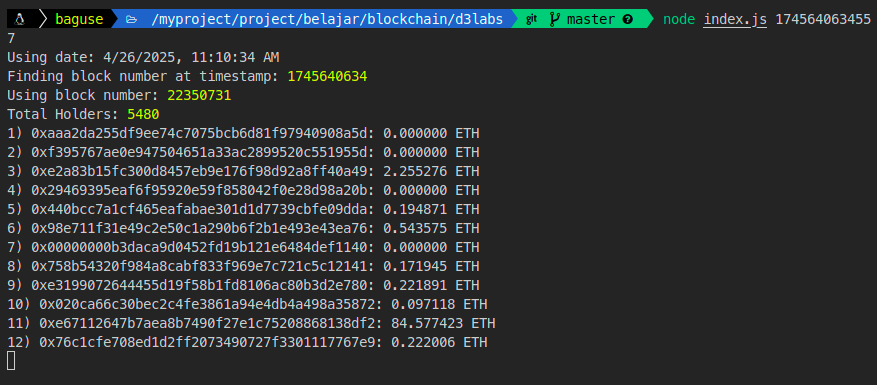 baguse /myproject/project/belajar/blockchain/d3labs git master ? node index.js 174564063455
7
Using date: 4/26/2025, 11:10:34 AM
Finding block number at timestamp: 1745640634
Using block number: 22350731
Total Holders: 5480
1) 0xaaa2da255df9ee74c7075bcb6d81f97940908a5d: 0.000000 ETH
2) 0xf395767ae0e947504651a33ac2899520c551955d: 0.000000 ETH
3) 0xe2a83b15fc300d8457eb9e176f98d92a8ff40a49: 2.255276 ETH
4) 0x29469395eaf6f95920e59f858042f0e28d98a20b: 0.000000 ETH
5) 0x440bcc7a1cf465eafabae301d1d7739cbfe09dda: 0.194871 ETH
6) 0x98e711f31e49c2e50c1a290b6f2b1e493e43ea76: 0.543575 ETH
7) 0x00000000b3daca9d0452fd19b121e6484def1140: 0.000000 ETH
8) 0x758b54320f984a8cabf833f969e7c721c5c12141: 0.171945 ETH
9) 0xe3199072644455d19f58b1fd8106ac80b3d2e780: 0.221891 ETH
10) 0x020ca66c30bec2c4fe3861a94e4db4a498a35872: 0.097118 ETH
11) 0xe67112647b7aea8b7490f27e1c75208868138df2: 84.577423 ETH
12) 0x76c1cfe708ed1d2ff2073490727f3301117767e9: 0.222006 ETH